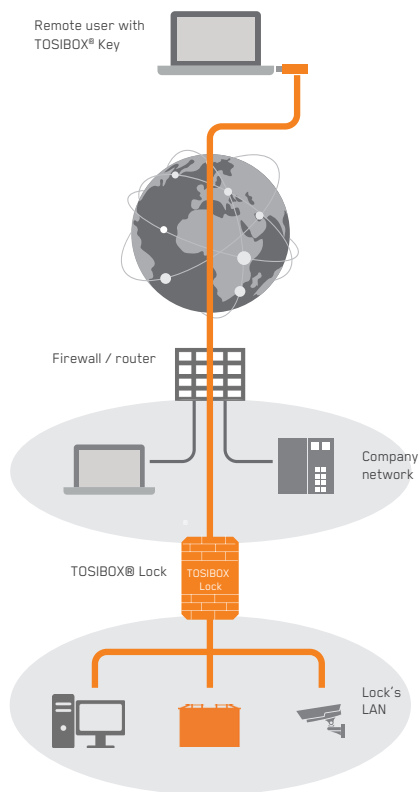 Remote user with
TOSIBOX® Key
Firewall / router
Company
network
TOSIBOX® Lock
TOSIBOX
Lock
Lock's
LAN